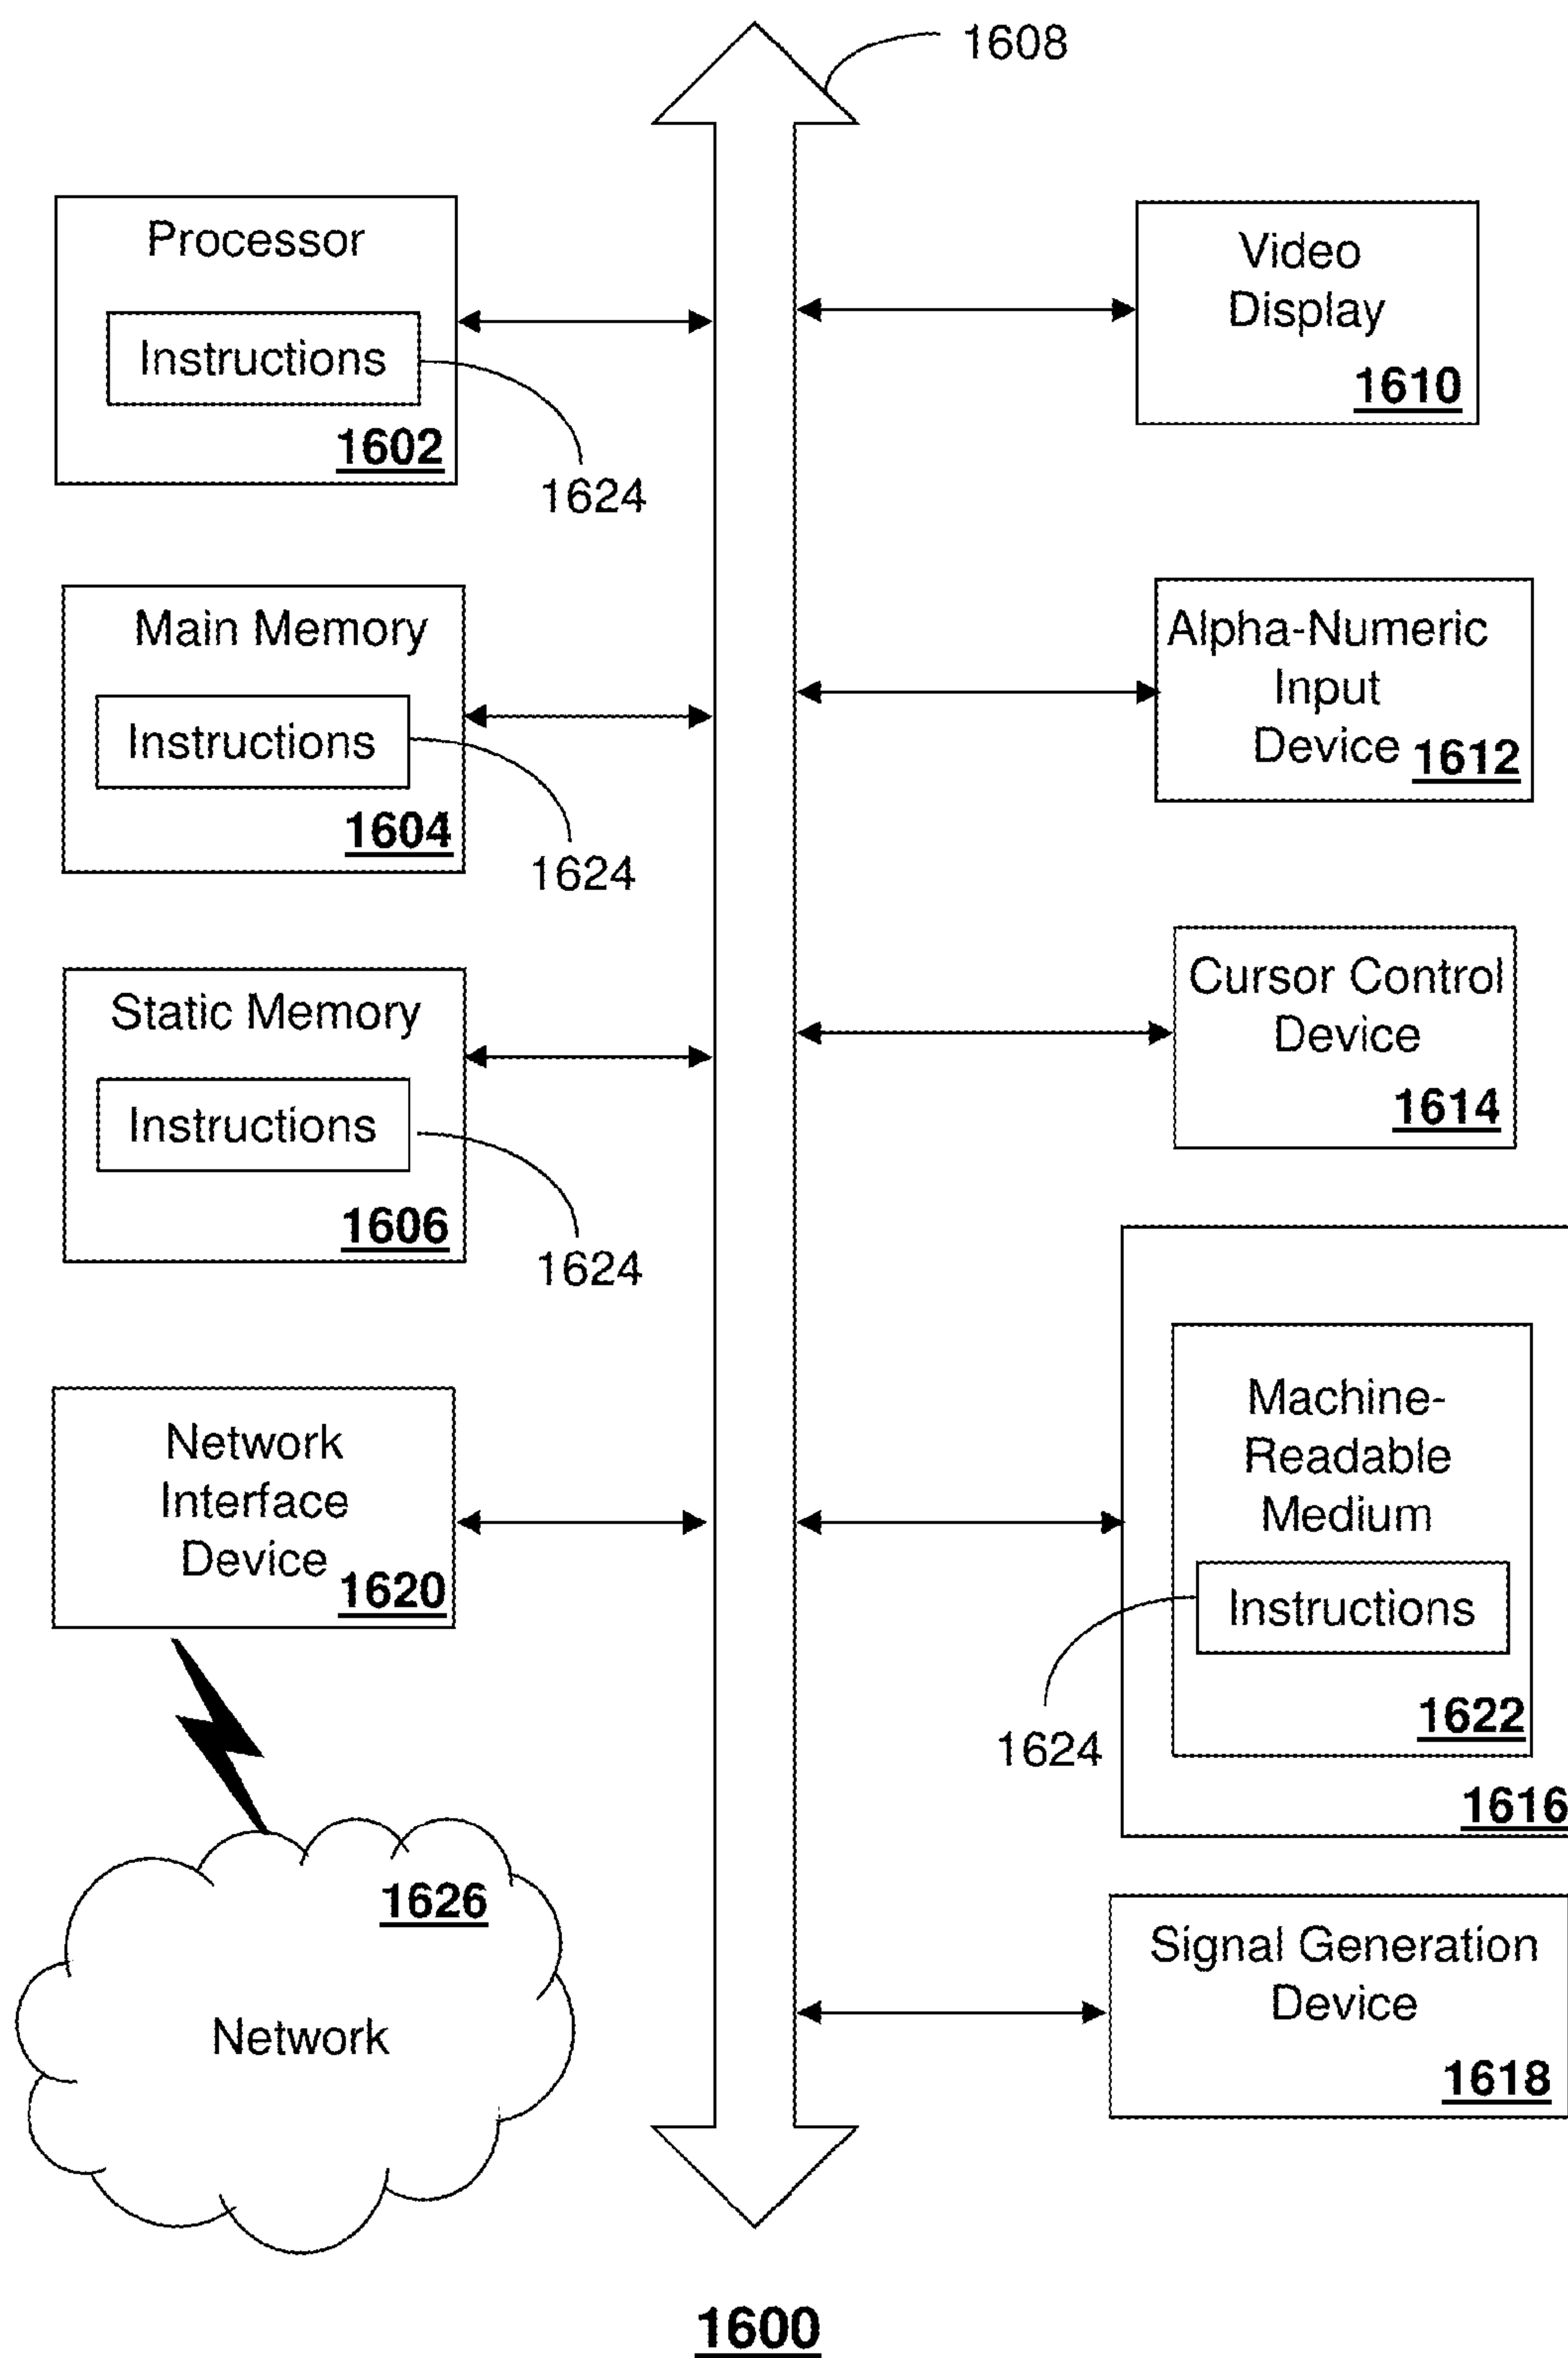 1608
Processor
Instructions
1602
1624
Main Memory
Instructions
1604
1624
Static Memory
Instructions
1606
1624
Network
Interface
Device
1620
1626
Network
Video
Display
1610
Alpha-Numeric
Input
Device 1612
Cursor Control
Device
1614
Machine-
Readable
Medium
Instructions
1622
1624
1616
Signal Generation
Device
1618
1600